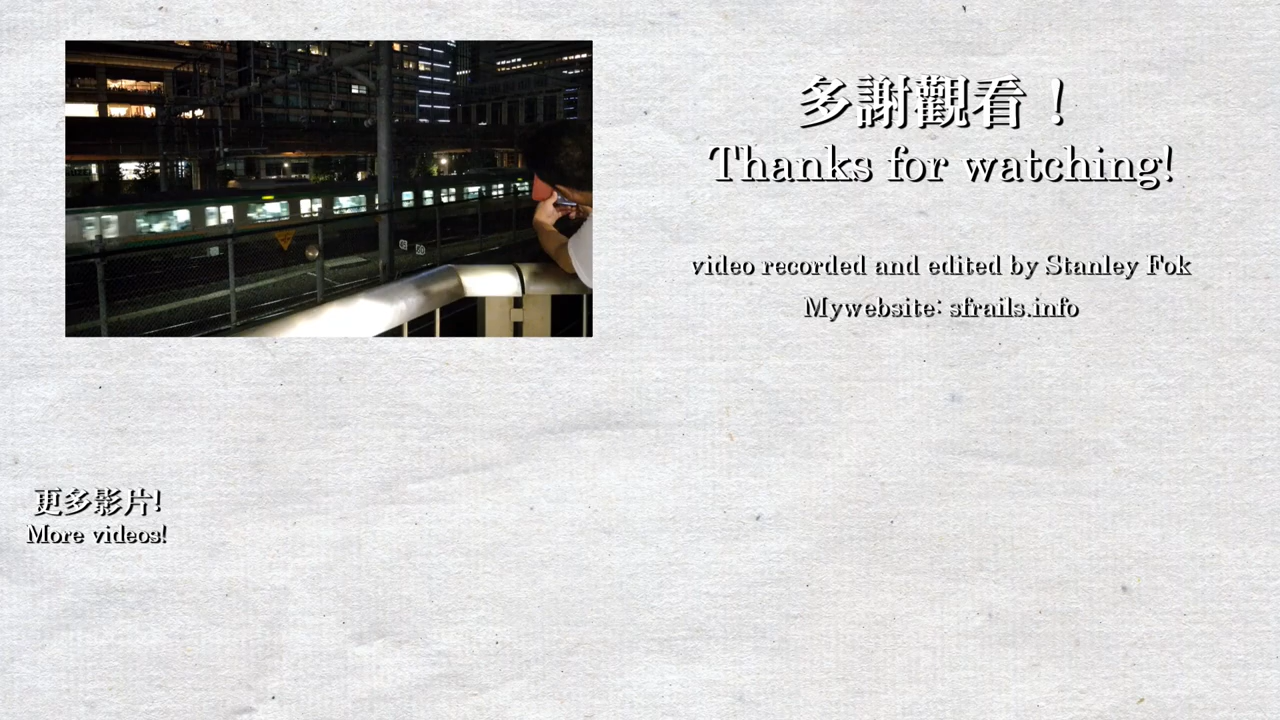 多謝觀看！
Thanks for watching!
video recorded and edited by Stanley Fok
Mywebsite: sfrails.info
更多影片!
More videos!